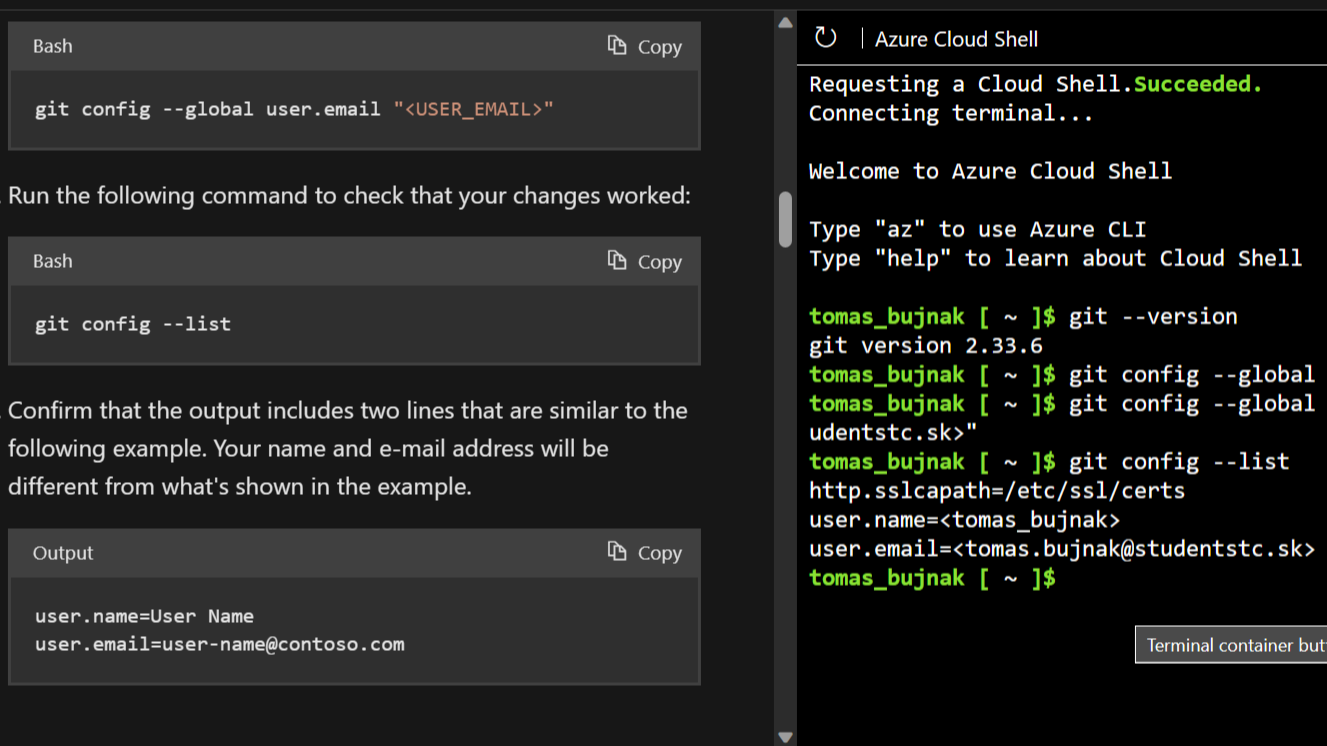 Bash
Copy
git config --global user.email "<USER_EMAIL>"
. Run the following command to check that your changes worked:
Bash
Copy
git config --list
. Confirm that the output includes two lines that are similar to the
following example. Your name and e-mail address will be
different from what's shown in the example.
Output
Copy
user.name=User Name
user.email=user-name@contoso.com
Azure Cloud Shell
Requesting a Cloud Shell.Succeeded.
Connecting terminal...
Welcome to Azure Cloud Shell
Type "az" to use Azure CLI
Type "help" to learn about Cloud Shell
tomas_bujnak [ ~ ]$ git --version
git version 2.33.6
tomas_bujnak [ ~ ]$ git config --global
tomas_bujnak [ ~ ]$ git config --global
udentstc.sk>"
tomas_bujnak [ ~ ]$ git config --list
http.sslcapath=/etc/ssl/certs
user.name=<tomas_bujnak>
user.email=<tomas.bujnak@studentstc.sk>
tomas_bujnak [ ~ ]$
Terminal container but